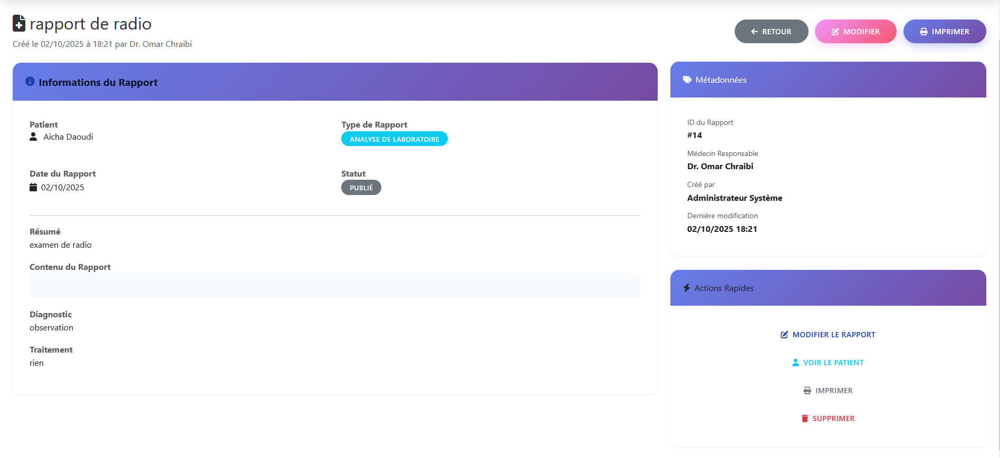 rapport de radio
Créé le 02/10/2025 à 18:21 par Dr. Omar Chraibi
RETOUR
MODIFIER
IMPRIMER
Informations du Rapport
Patient
Aicha Daoudi
Type de Rapport
ANALYSE DE LABORATOIRE
Date du Rapport
02/10/2025
Statut
PUBLIÉ
Résumé
examen de radio
Contenu du Rapport
Diagnostic
observation
Traitement
rien
Métadonnées
ID du Rapport
#14
Médecin Responsable
Dr. Omar Chraibi
Créé par
Administrateur Système
Dernière modification
02/10/2025 18:21
Actions Rapides
MODIFIER LE RAPPORT
VOIR LE PATIENT
IMPRIMER
SUPPRIMER